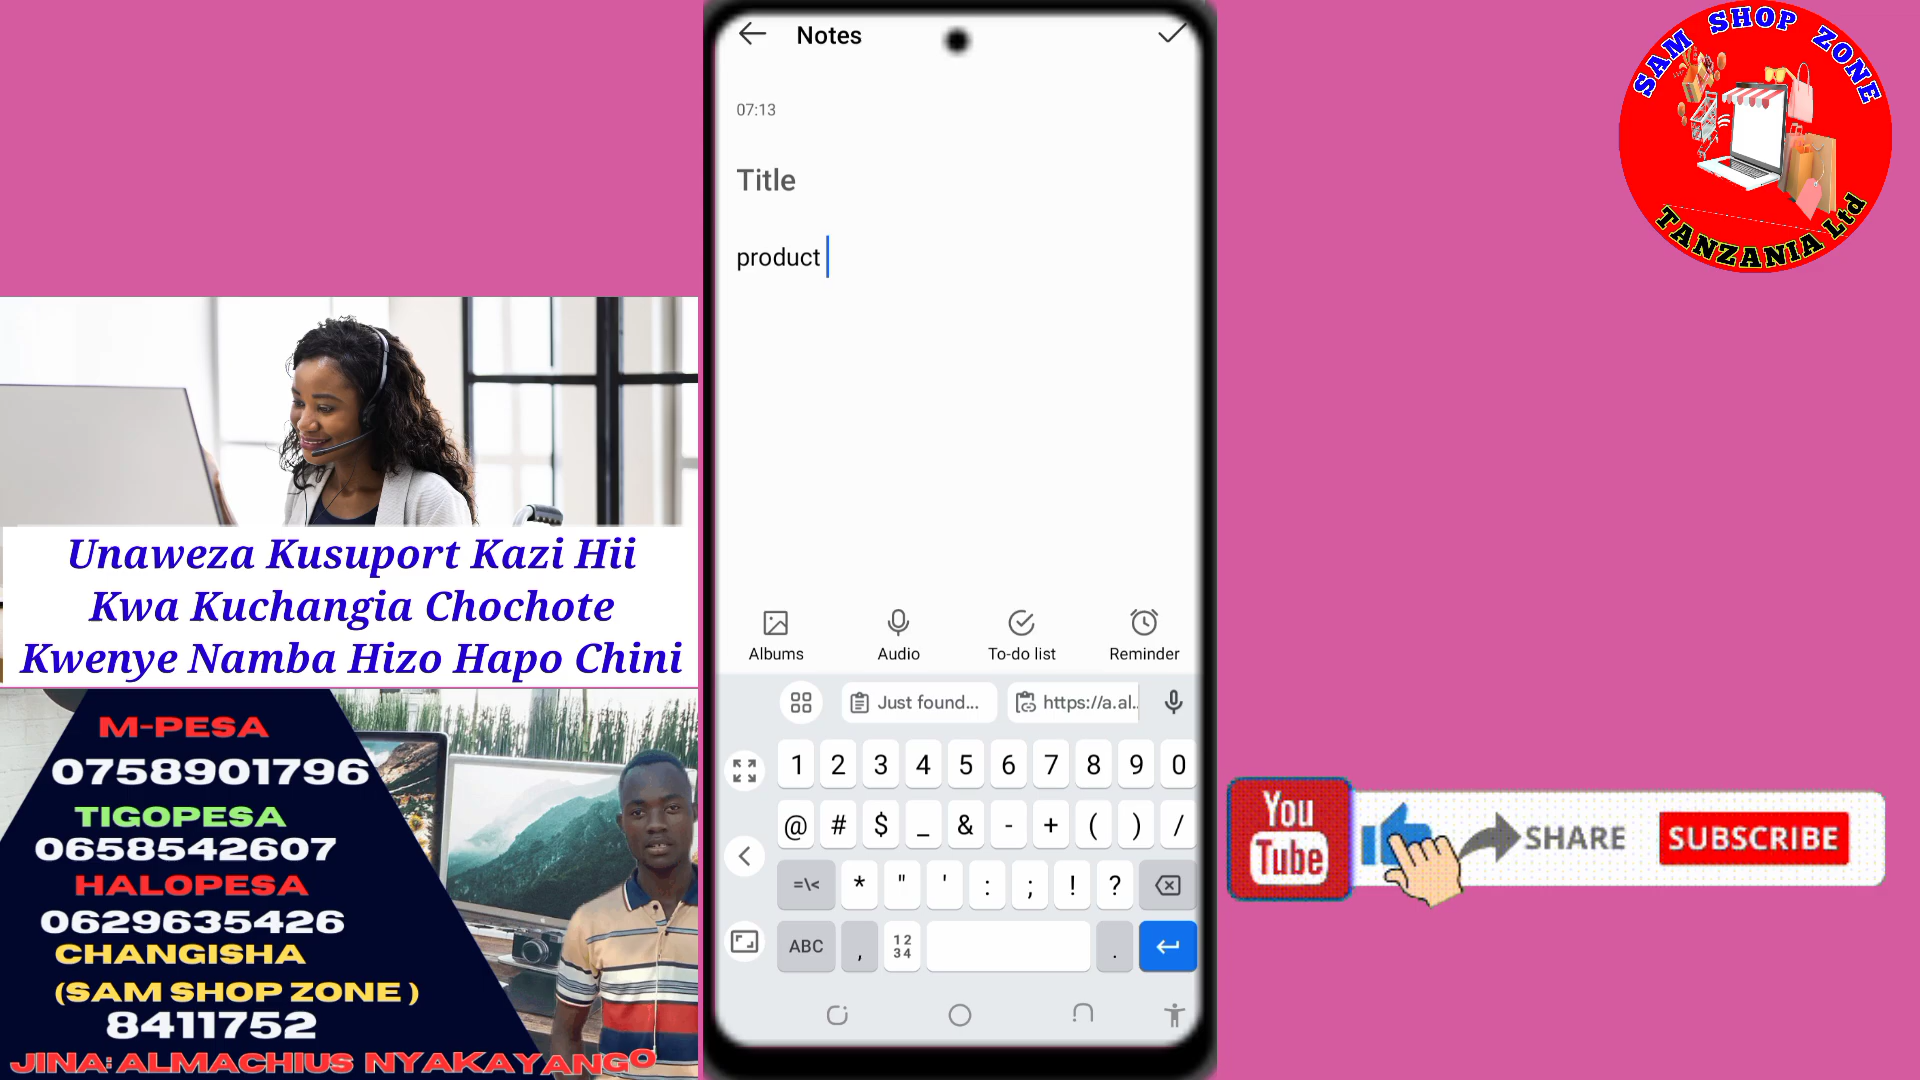 Notes
07:13
Title
product
Albums
Audio
To-do list
Reminder
Just found...
https://a.al..
1 2 3 4 5 6 7 8 9 0
@ # $ _ & - + ( ) /
=\< * " ' : ; ! ?
ABC , 12 34 .
SAM SHOP ZONE
TANZANIA Ltd
Unaweza Kusuport Kazi Hii
Kwa Kuchangia Chochote
Kwenye Namba Hizo Hapo Chini
M-PESA
0758901796
TIGOPESA
0658542607
HALOPESA
0629635426
CHANGISHA
(SAM SHOP ZONE )
8411752
JINA: ALMACHIUS NYAKAYANGO
You
Tube
SHARE
SUBSCRIBE